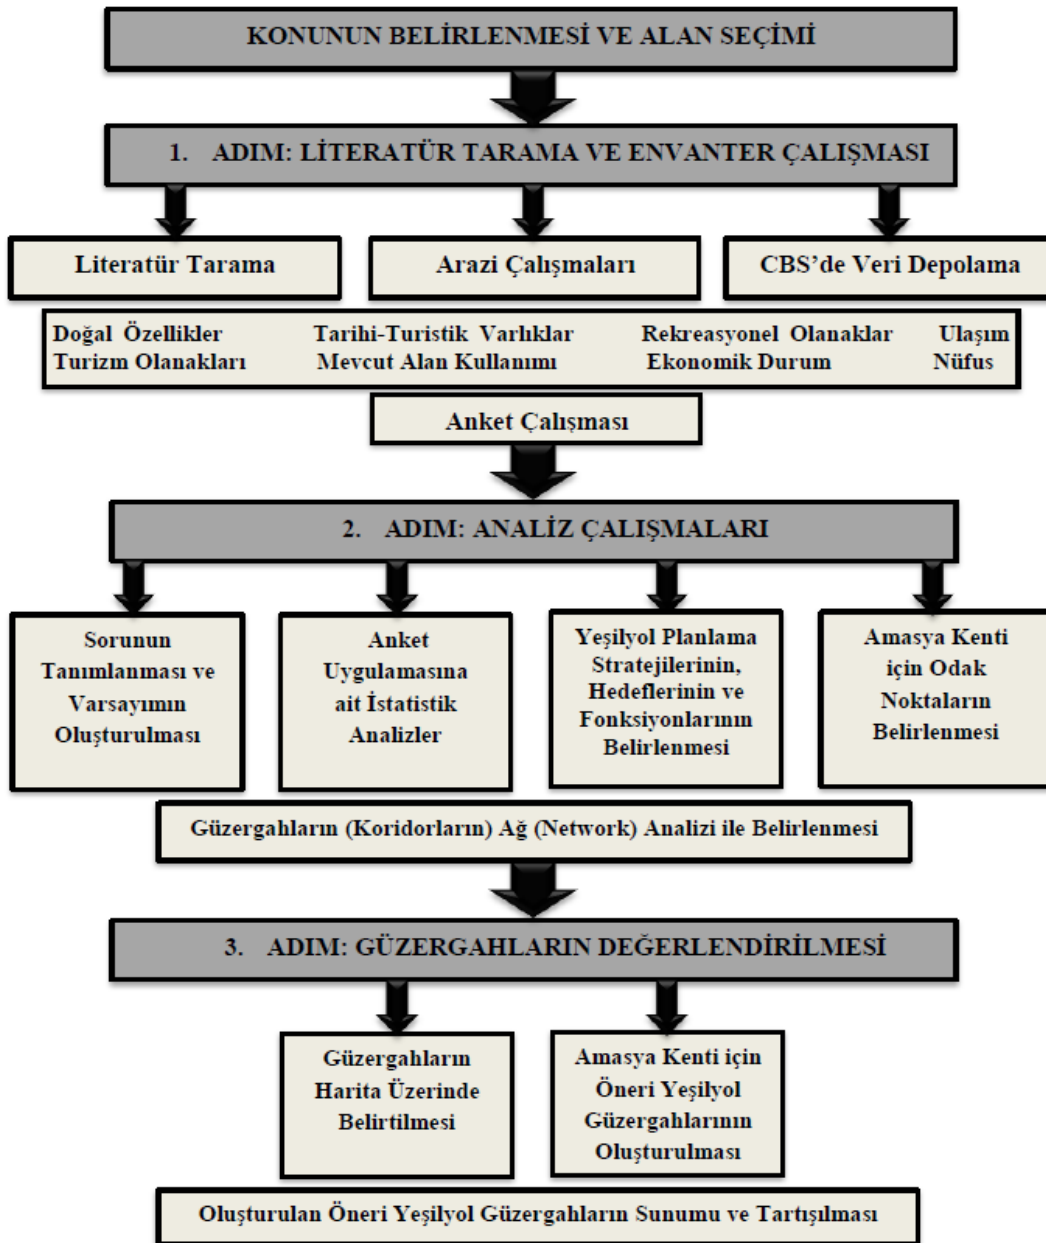 KONUNUN BELİRLENMESİ VE ALAN SEÇİMİ
1. ADIM: LİTERATÜR TARAMA VE ENVANTER ÇALIŞMASI
Literatür Tarama
Arazi Çalışmaları
CBS’de Veri Depolama
Doğal Özellikler Tarihi-Turistik Varlıklar Rekreasyonel Olanaklar Ulaşım
Turizm Olanakları Mevcut Alan Kullanımı Ekonomik Durum Nüfus
Anket Çalışması
2. ADIM: ANALİZ ÇALIŞMALARI
Sorunun
Tanımlanması ve
Varsayımın
Oluşturulması
Anket
Uygulamasına
ait İstatistik
Analizler
Yeşilyol Planlama
Stratejilerinin,
Hedeflerinin ve
Fonksiyonlarının
Belirlenmesi
Amasya Kenti
için Odak
Noktaların
Belirlenmesi
Güzergahların (Koridorların) Ağ (Network) Analizi ile Belirlenmesi
3. ADIM: GÜZERGAHLARIN DEĞERLENDİRİLMESİ
Güzergahların
Harita Üzerinde
Belirtilmesi
Amasya Kenti için
Öneri Yeşilyol
Güzergahlarının
Oluşturulması
Oluşturulan Öneri Yeşilyol Güzergahların Sunumu ve Tartışılması